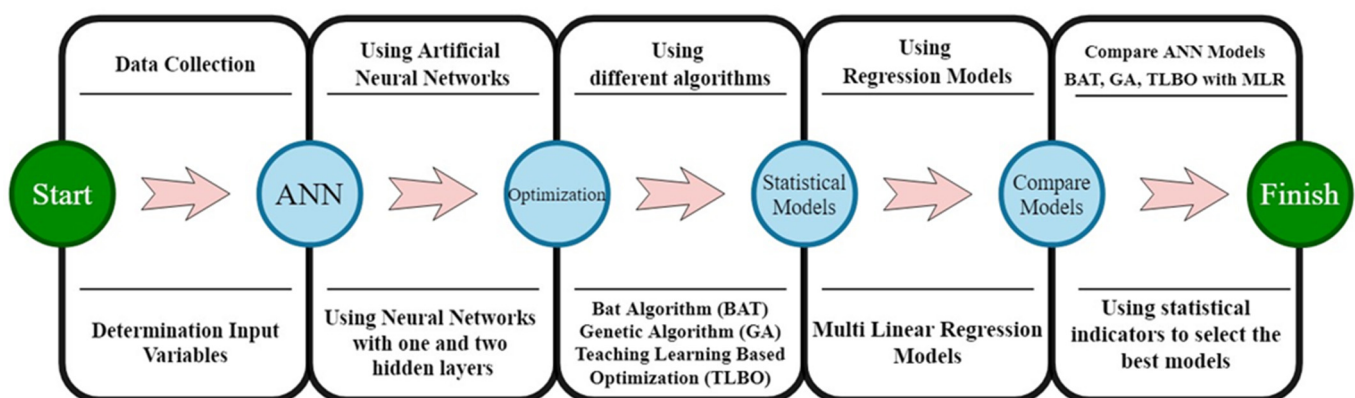 Data Collection
Using Artificial
Neural Networks
Using
different algorithms
Using
Regression Models
Compare ANN Models
BAT, GA, TLBO with MLR
Start
ANN
Optimization
Statistical
Models
Compare
Models
Finish
Determination Input
Variables
Using Neural Networks
with one and two
hidden layers
Bat Algorithm (BAT)
Genetic Algorithm (GA)
Teaching Learning Based
Optimization (TLBO)
Multi Linear Regression
Models
Using statistical
indicators to select the
best models